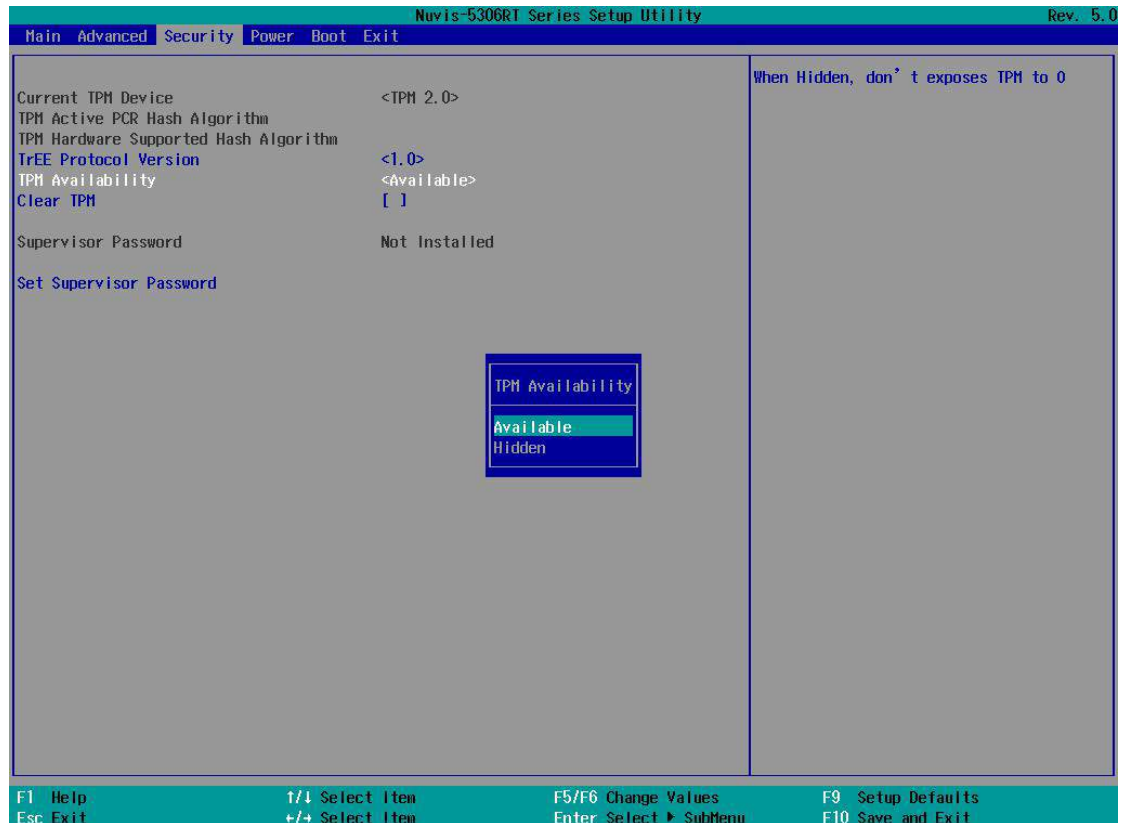 Nuvis-5306RT Series Setup Utility Rev. 5.0
Main Advanced Security Power Boot Exit
When Hidden, don't exposes TPM to 0
Current TPM Device <TPM 2.0>
TPM Active PCR Hash Algorithm
TPM Hardware Supported Hash Algorithm
TrEE Protocol Version <1.0>
TPM Availability <Available>
Clear TPM [ ]
Supervisor Password Not Installed
Set Supervisor Password
TPM Availability
Available
Hidden
F1 Help ↑/↓ Select Item F5/F6 Change Values F9 Setup Defaults
Esc Exit ←/→ Select Item Enter Select ▶ SubMenu F10 Save and Exit